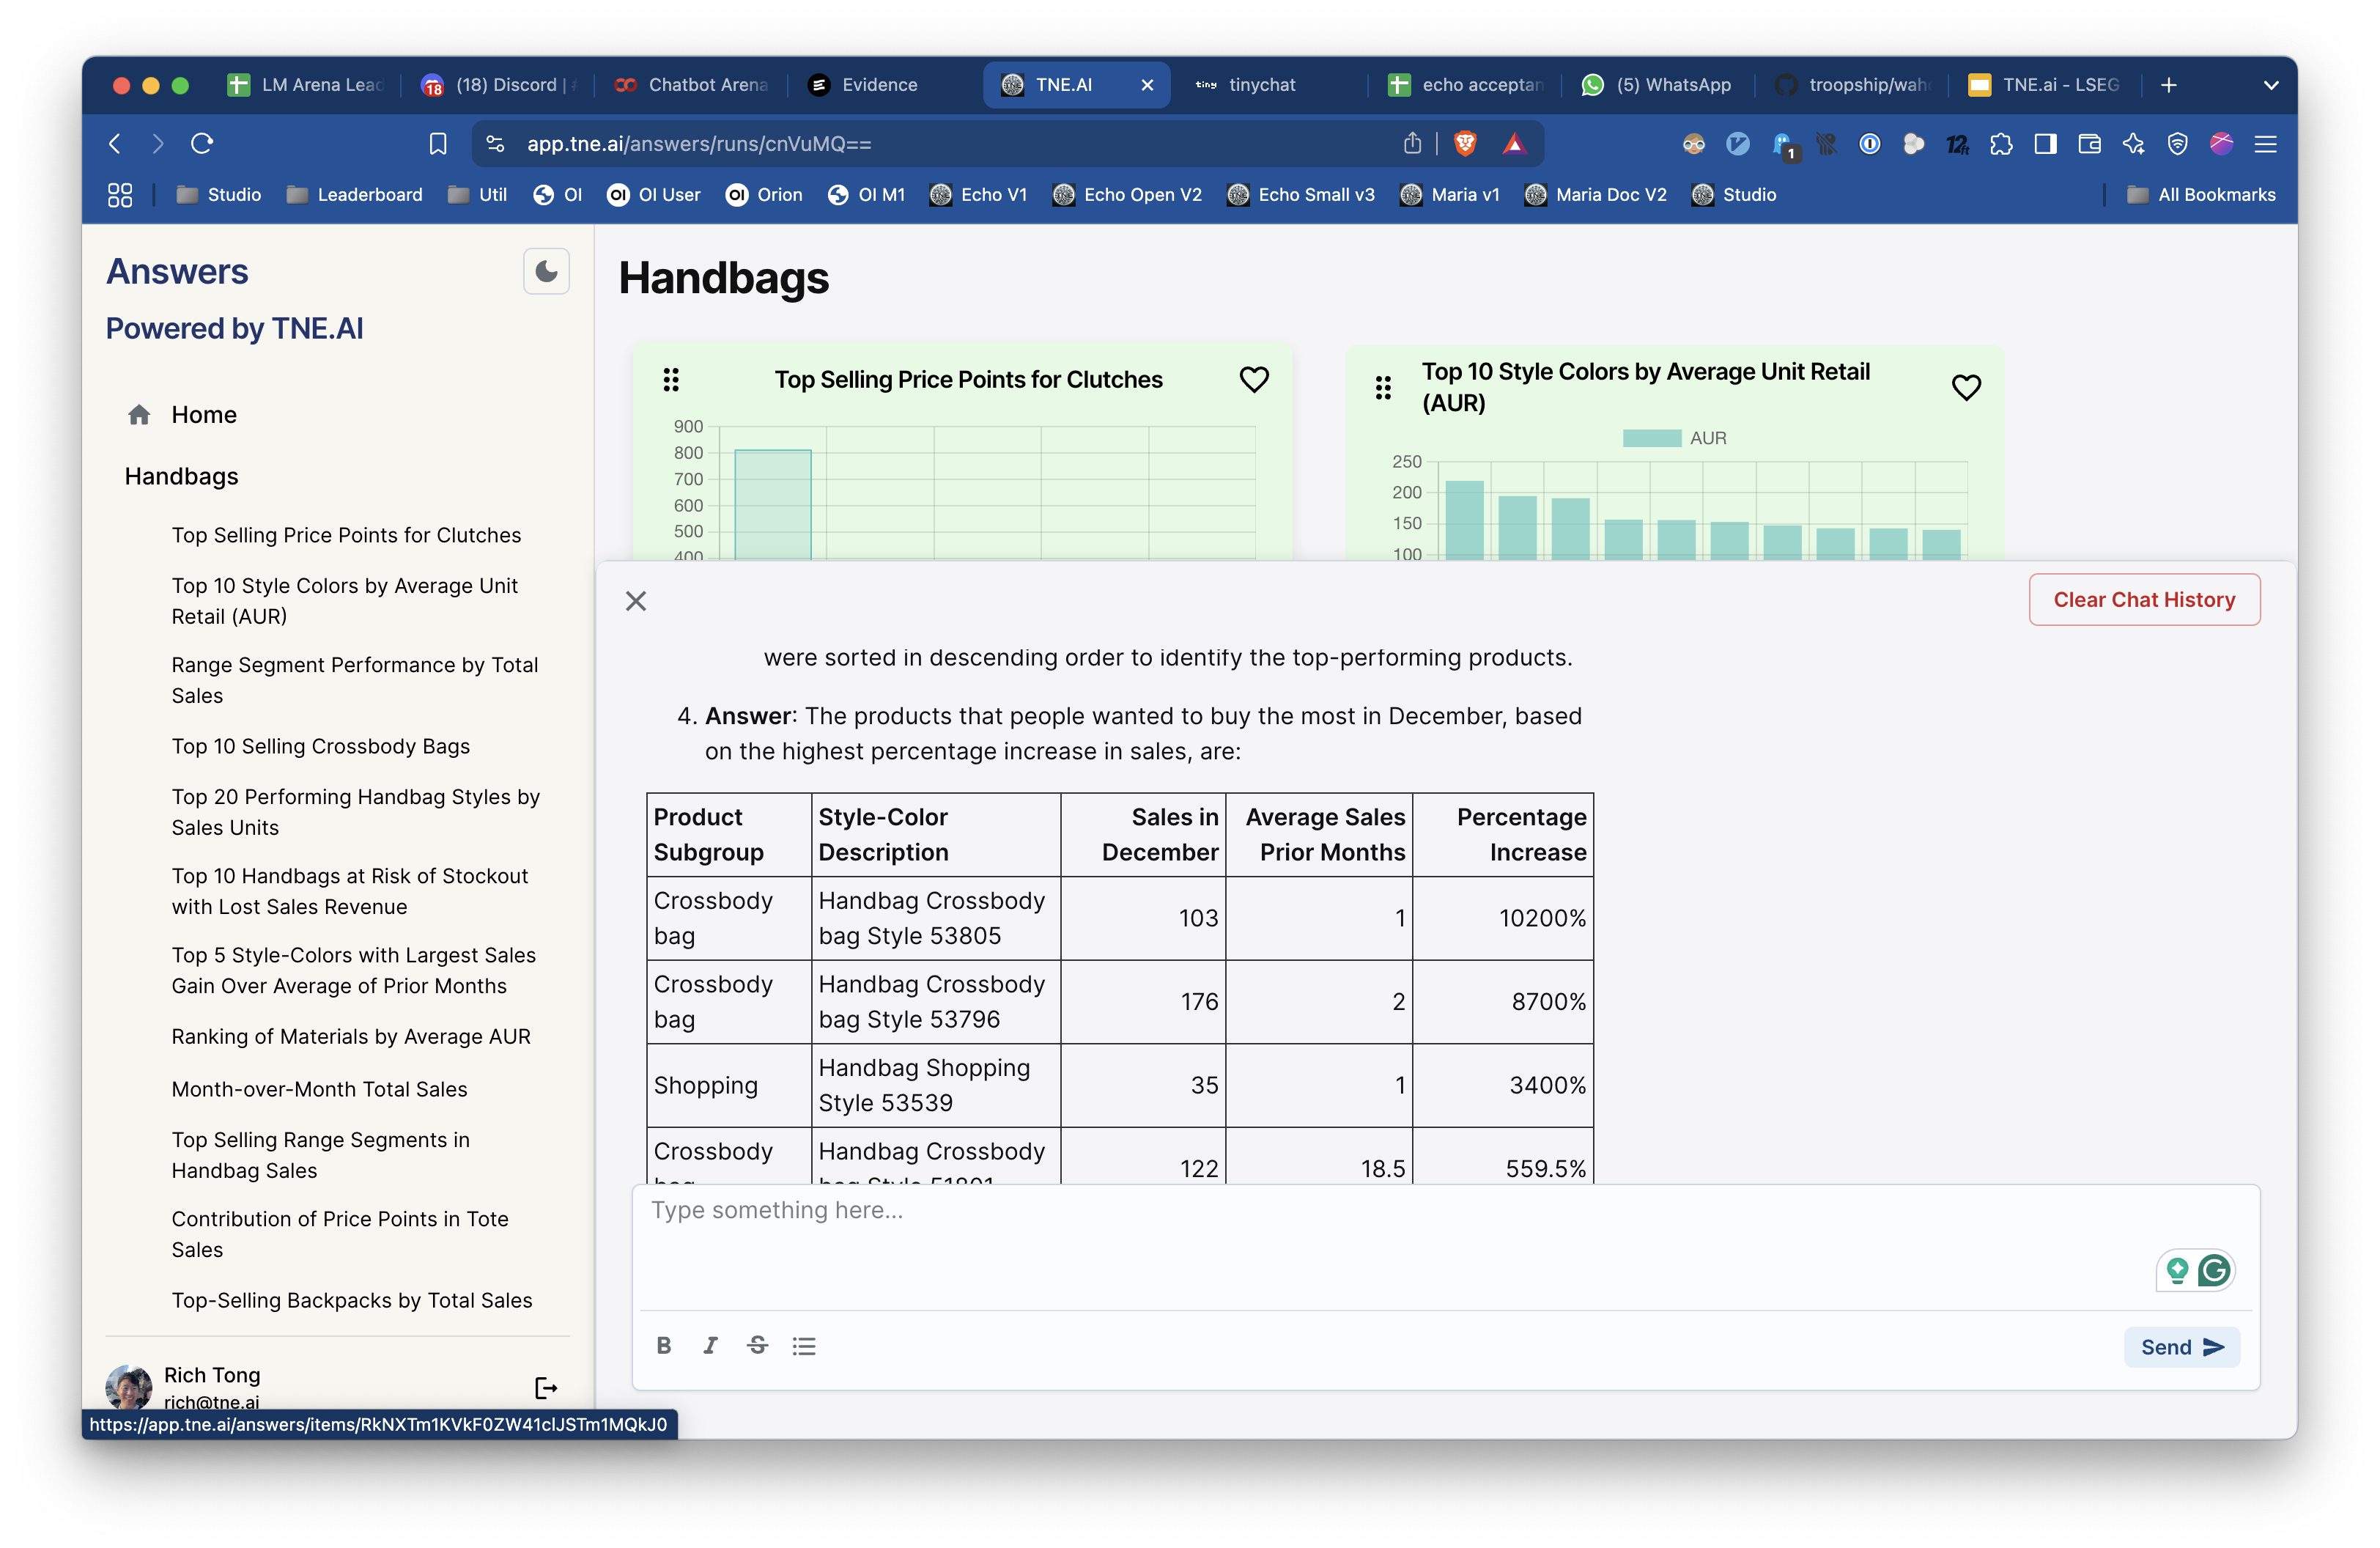 LM Arena Lead
(18) Discord | #
Chatbot Arena
Evidence
TNE.AI
tiny
tinychat
echo acceptan
(5) WhatsApp
troopship/waho
TNE.ai - LSEG
18
app.tne.ai/answers/runs/cnVuMQ==
1
12ft
Studio
Leaderboard
Util
OI
OI User
Orion
OI M1
Echo V1
Echo Open V2
Echo Small v3
Maria v1
Maria Doc V2
Studio
All Bookmarks
Answers
Powered by TNE.AI
Home
Handbags
Top Selling Price Points for Clutches
Top 10 Style Colors by Average Unit
Retail (AUR)
Range Segment Performance by Total
Sales
Top 10 Selling Crossbody Bags
Top 20 Performing Handbag Styles by
Sales Units
Top 10 Handbags at Risk of Stockout
with Lost Sales Revenue
Top 5 Style-Colors with Largest Sales
Gain Over Average of Prior Months
Ranking of Materials by Average AUR
Month-over-Month Total Sales
Top Selling Range Segments in
Handbag Sales
Contribution of Price Points in Tote
Sales
Top-Selling Backpacks by Total Sales
Rich Tong
rich@tne.ai
Handbags
Top Selling Price Points for Clutches
900
800
700
600
500
400
Top 10 Style Colors by Average Unit Retail
(AUR)
AUR
250
200
150
100
Clear Chat History
were sorted in descending order to identify the top-performing products.
4. Answer: The products that people wanted to buy the most in December, based
on the highest percentage increase in sales, are:
Product Subgroup | Style-Color Description | Sales in December | Average Sales Prior Months | Percentage Increase
Crossbody bag | Handbag Crossbody bag Style 53805 | 103 | 1 | 10200%
Crossbody bag | Handbag Crossbody bag Style 53796 | 176 | 2 | 8700%
Shopping | Handbag Shopping Style 53539 | 35 | 1 | 3400%
Crossbody bag | Handbag Crossbody bag Style 51801 | 122 | 18.5 | 559.5%
Type something here...
B I S
Send